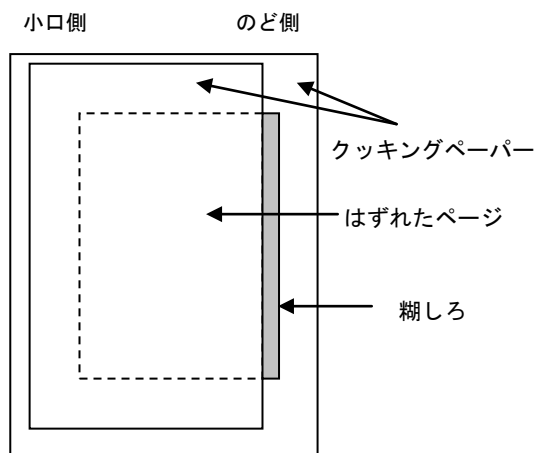 小口側 のど側
クッキングペーパー
はずれたページ
糊しろ